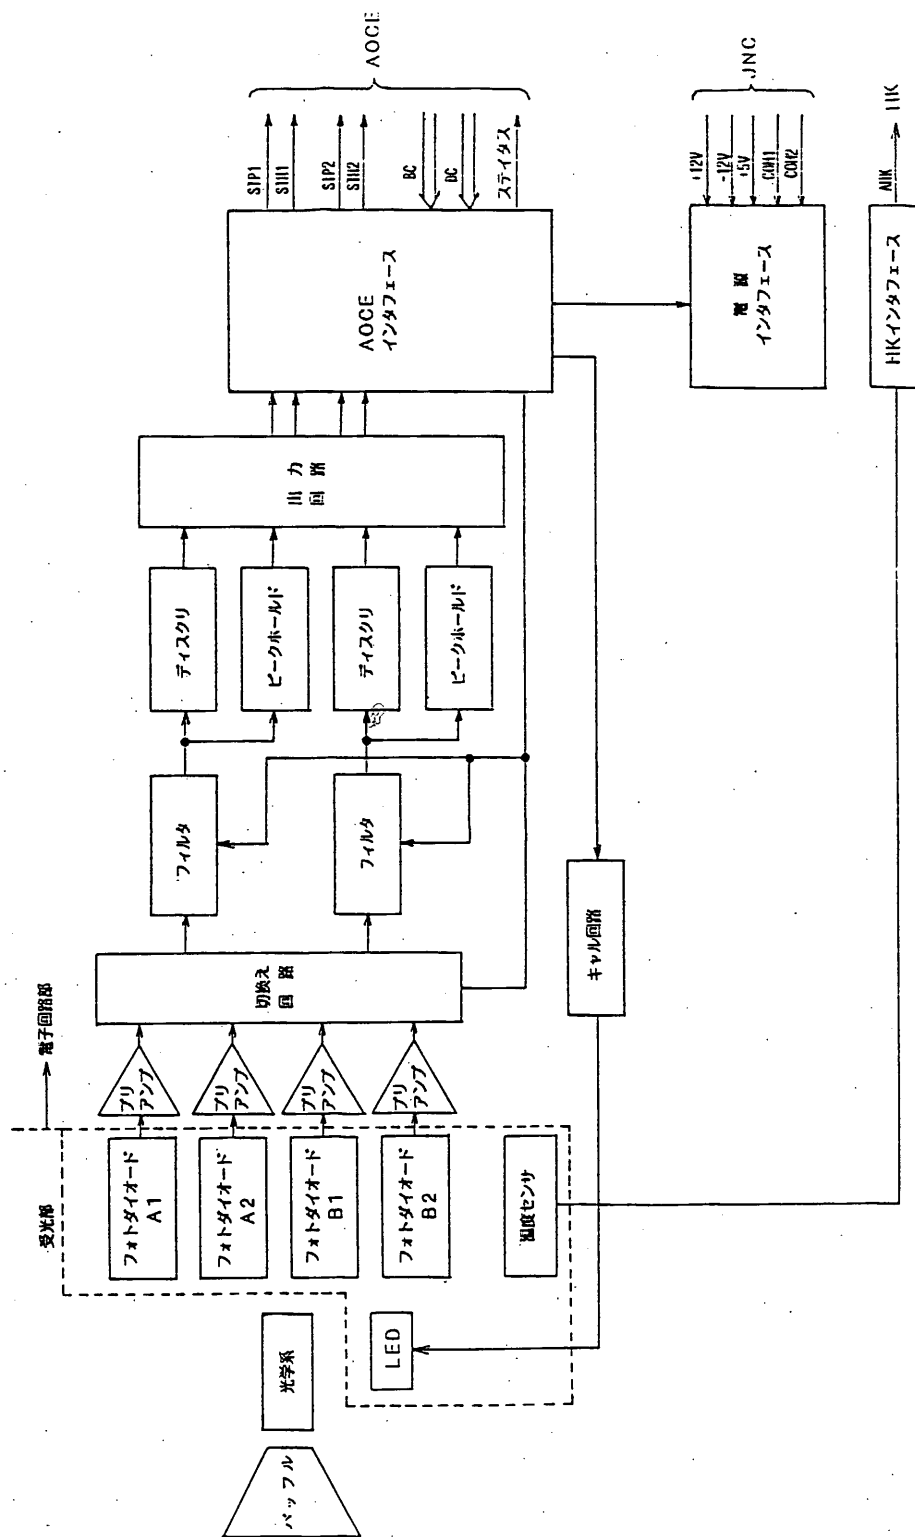 バッフル
光学系
受光部
電子回路部
フォトダイオード
A1
フォトダイオード
A2
フォトダイオード
B1
フォトダイオード
B2
LED
温度センサ
プリ
アンプ
プリ
アンプ
プリ
アンプ
プリ
アンプ
切換え
回路
フィルタ
フィルタ
キャル回路
ディスクリ
ピークホールド
ディスクリ
ピークホールド
出力
回路
AOCE
インタフェース
電源
インタフェース
HKインタフェース
STP1
STH1
STP2
STH2
BC
DC
ステイタス
AOCE
+12V
-12V
+5V
COM1
COM2
JNC
AHK
HK